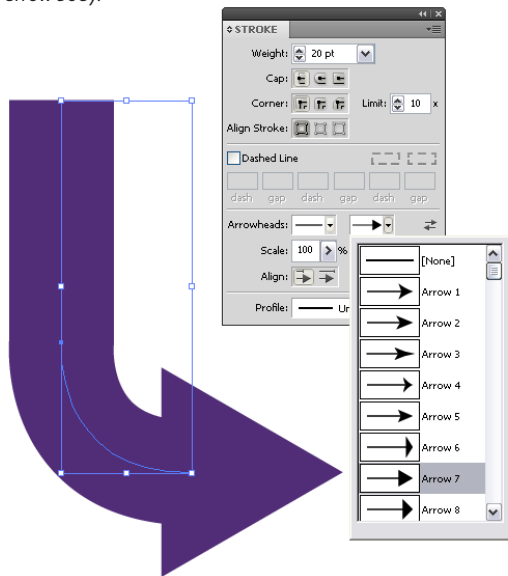 STROKE
Weight: 20 pt
Cap:
Corner: Limit: 10 x
Align Stroke:
Dashed Line
dash gap dash gap dash gap
Arrowheads:
Scale: 100 %
Align:
Profile:
[None]
Arrow 1
Arrow 2
Arrow 3
Arrow 4
Arrow 5
Arrow 6
Arrow 7
Arrow 8